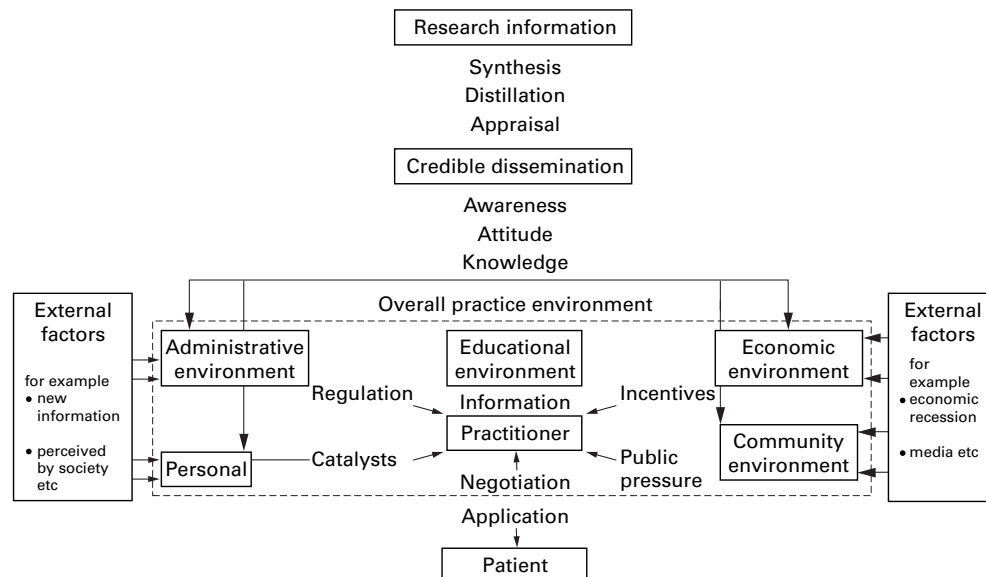 Research information
Synthesis
Distillation
Appraisal
Credible dissemination
Awareness
Attitude
Knowledge
Overall practice environment
External
factors
for example
• new
information
• perceived
by society
etc
Administrative
environment
Educational
environment
Economic
environment
Regulation
Information
Incentives
Practitioner
Personal
Catalysts
Negotiation
Public
pressure
Community
environment
External
factors
for
example
• economic
recession
• media etc
Application
Patient